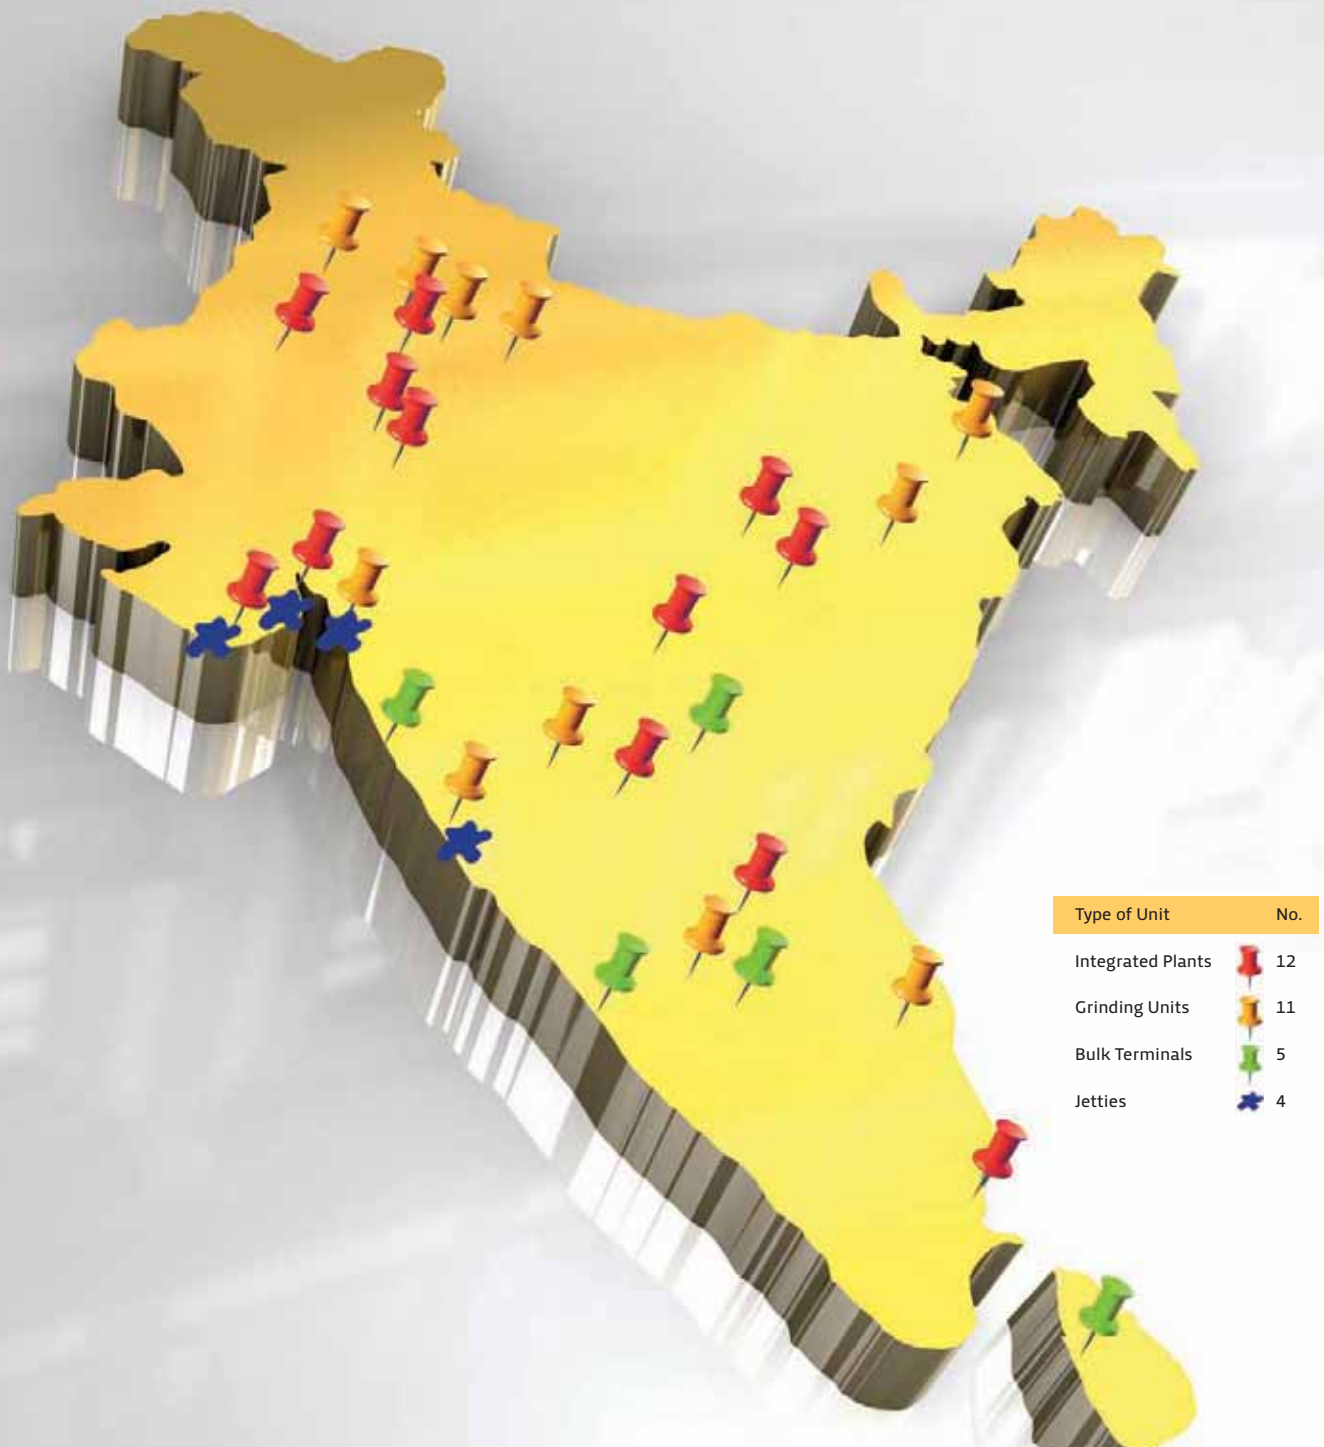 Type of Unit No.
Integrated Plants 12
Grinding Units 11
Bulk Terminals 5
Jetties 4